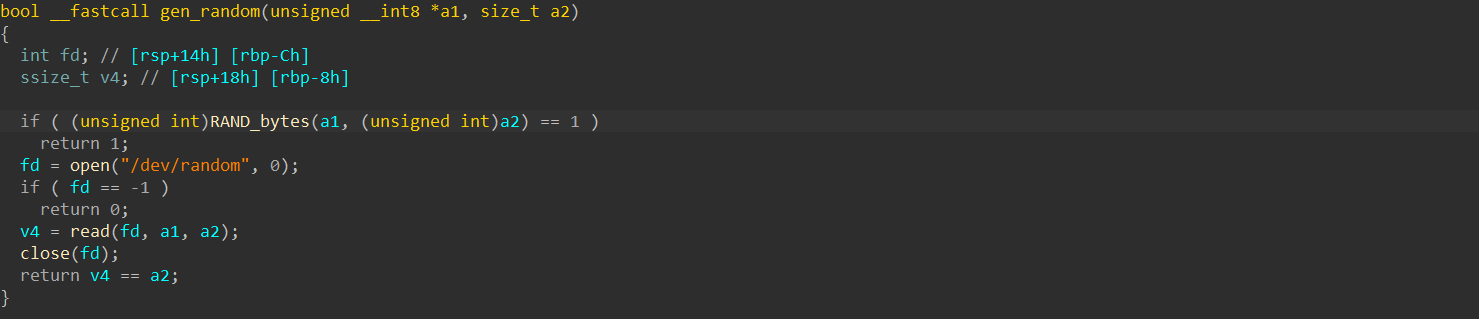 bool __fastcall gen_random(unsigned __int8 *a1, size_t a2)
{
  int fd; // [rsp+14h] [rbp-Ch]
  ssize_t v4; // [rsp+18h] [rbp-8h]

  if ( (unsigned int)RAND_bytes(a1, (unsigned int)a2) == 1 )
    return 1;
  fd = open("/dev/random", 0);
  if ( fd == -1 )
    return 0;
  v4 = read(fd, a1, a2);
  close(fd);
  return v4 == a2;
}